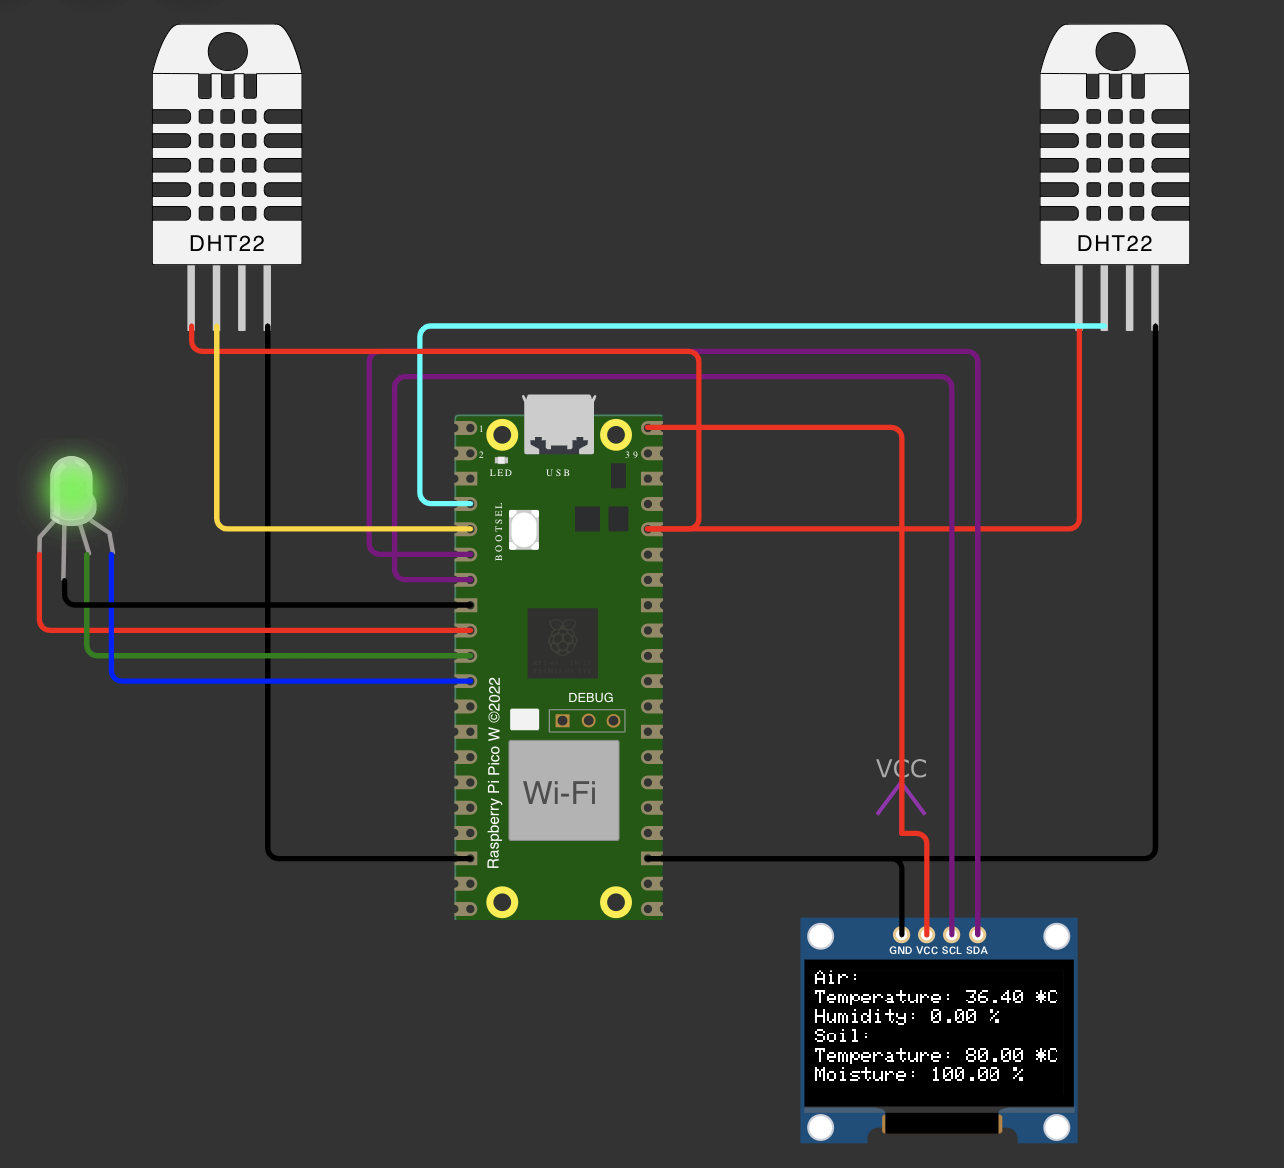 DHT22
DHT22
1
2
39
LED
USB
BOOTSEL
DEBUG
Raspberry Pi Pico W ©2022
Wi-Fi
VCC
GND VCC SCL SDA
Air:
Temperature: 36.40 *C
Humidity: 0.00 %
Soil:
Temperature: 80.00 *C
Moisture: 100.00 %